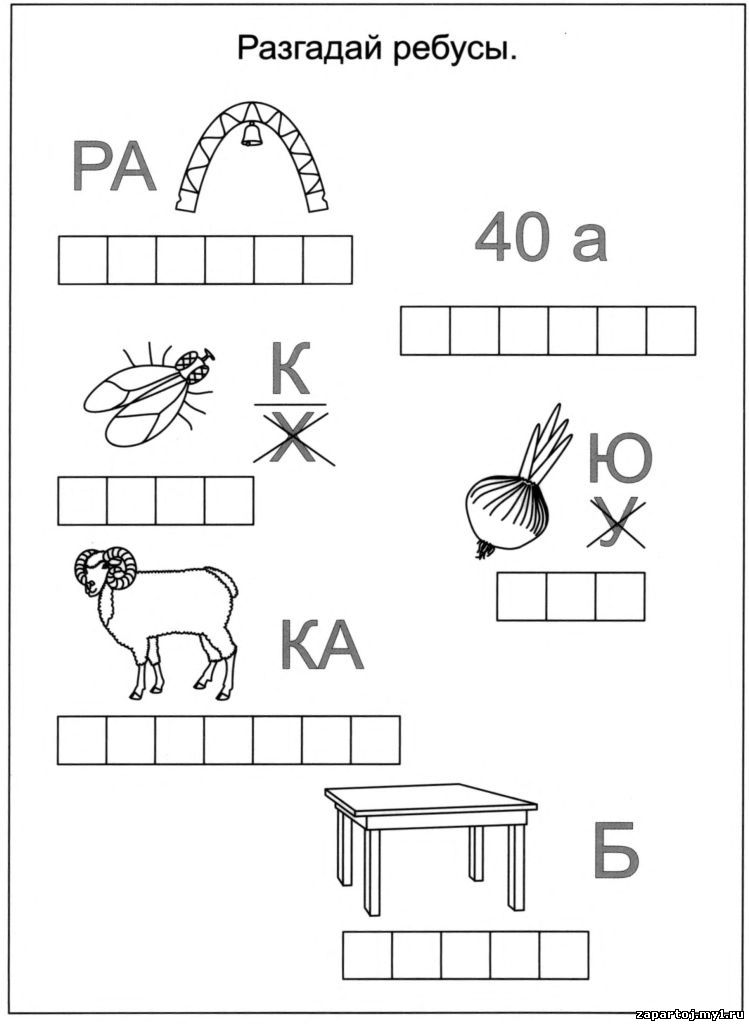 Разгадай ребусы.
РА
40 а
К
Х
Ю
У
КА
Б
zapartoj.my1.ru